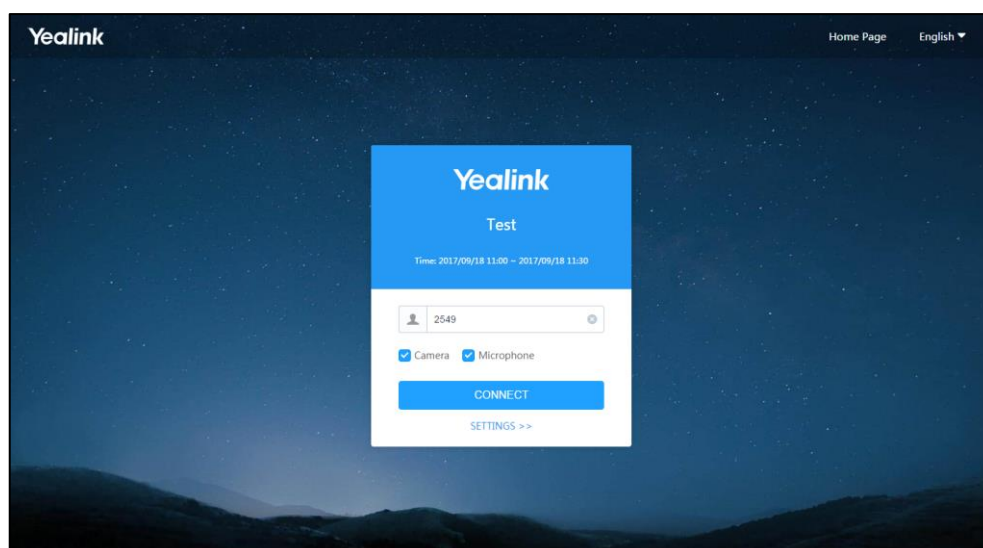 Yealink
Home Page English
Yealink
Test
Time: 2017/09/18 11:00 ~ 2017/09/18 11:30
2549
Camera Microphone
CONNECT
SETTINGS >>